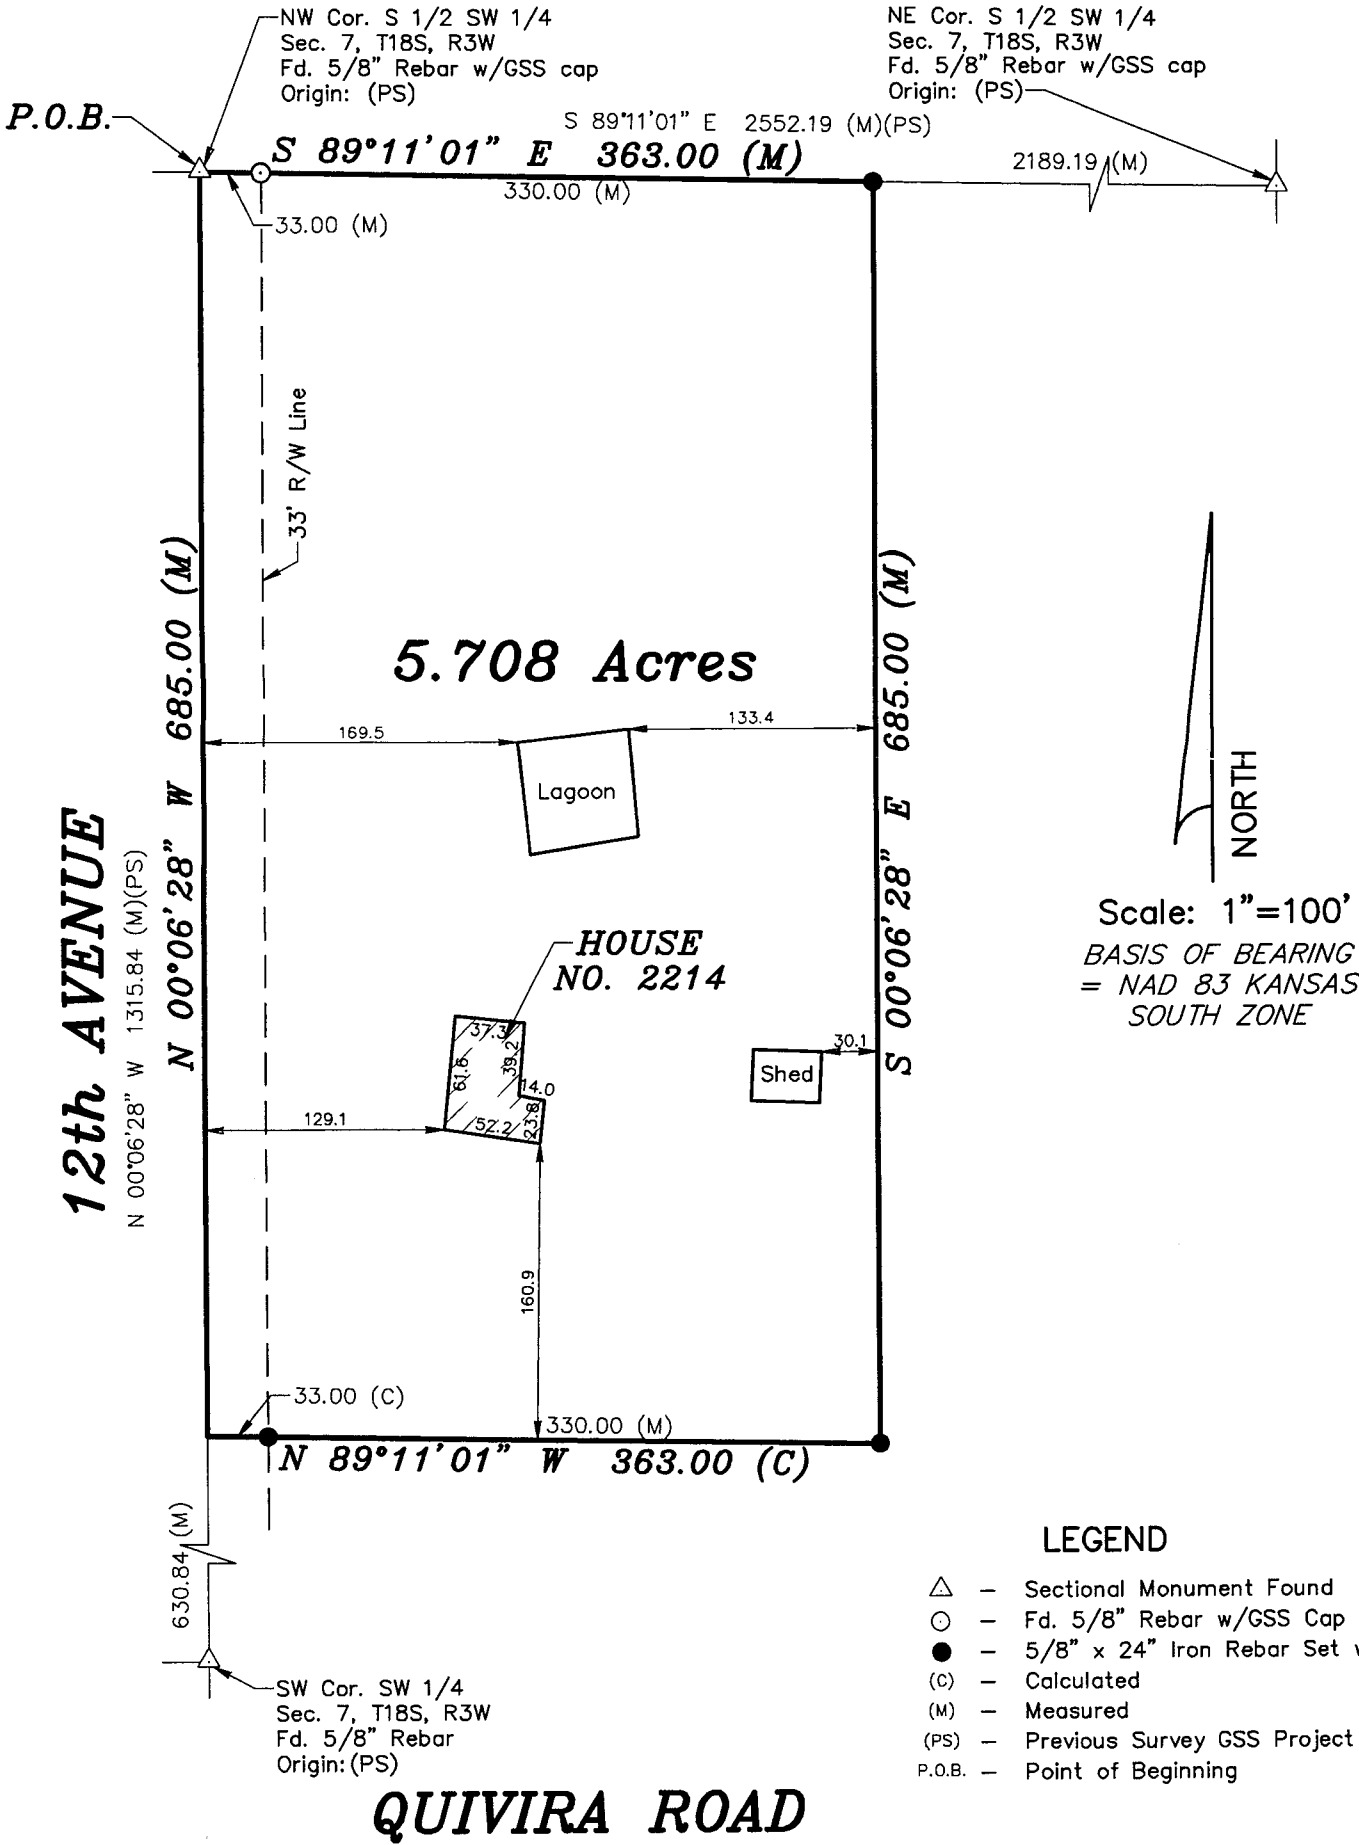 NW Cor. S 1/2 SW 1/4
Sec. 7, T18S, R3W
Fd. 5/8" Rebar w/GSS cap
Origin: (PS)
NE Cor. S 1/2 SW 1/4
Sec. 7, T18S, R3W
Fd. 5/8" Rebar w/GSS cap
Origin: (PS)
P.O.B.
S 89°11'01" E 2552.19 (M)(PS)
S 89°11'01" E 363.00 (M)
2189.19 (M)
330.00 (M)
33.00 (M)
33' R/W Line
N 00°06'28" W 685.00 (M)
S 00°06'28" E 685.00 (M)
5.708 Acres
169.5
133.4
Lagoon
NORTH
Scale: 1"=100'
BASIS OF BEARING
= NAD 83 KANSAS
SOUTH ZONE
12th AVENUE
N 00°06'28" W 1315.84 (M)(PS)
HOUSE
NO. 2214
37.3
39.2
61.6
14.0
23.8
52.2
129.1
30.1
Shed
160.9
33.00 (C)
330.00 (M)
N 89°11'01" W 363.00 (C)
630.84 (M)
SW Cor. SW 1/4
Sec. 7, T18S, R3W
Fd. 5/8" Rebar
Origin: (PS)
QUIVIRA ROAD
LEGEND
– Sectional Monument Found
– Fd. 5/8" Rebar w/GSS Cap
– 5/8" x 24" Iron Rebar Set
(C) – Calculated
(M) – Measured
(PS) – Previous Survey GSS Project
P.O.B. – Point of Beginning